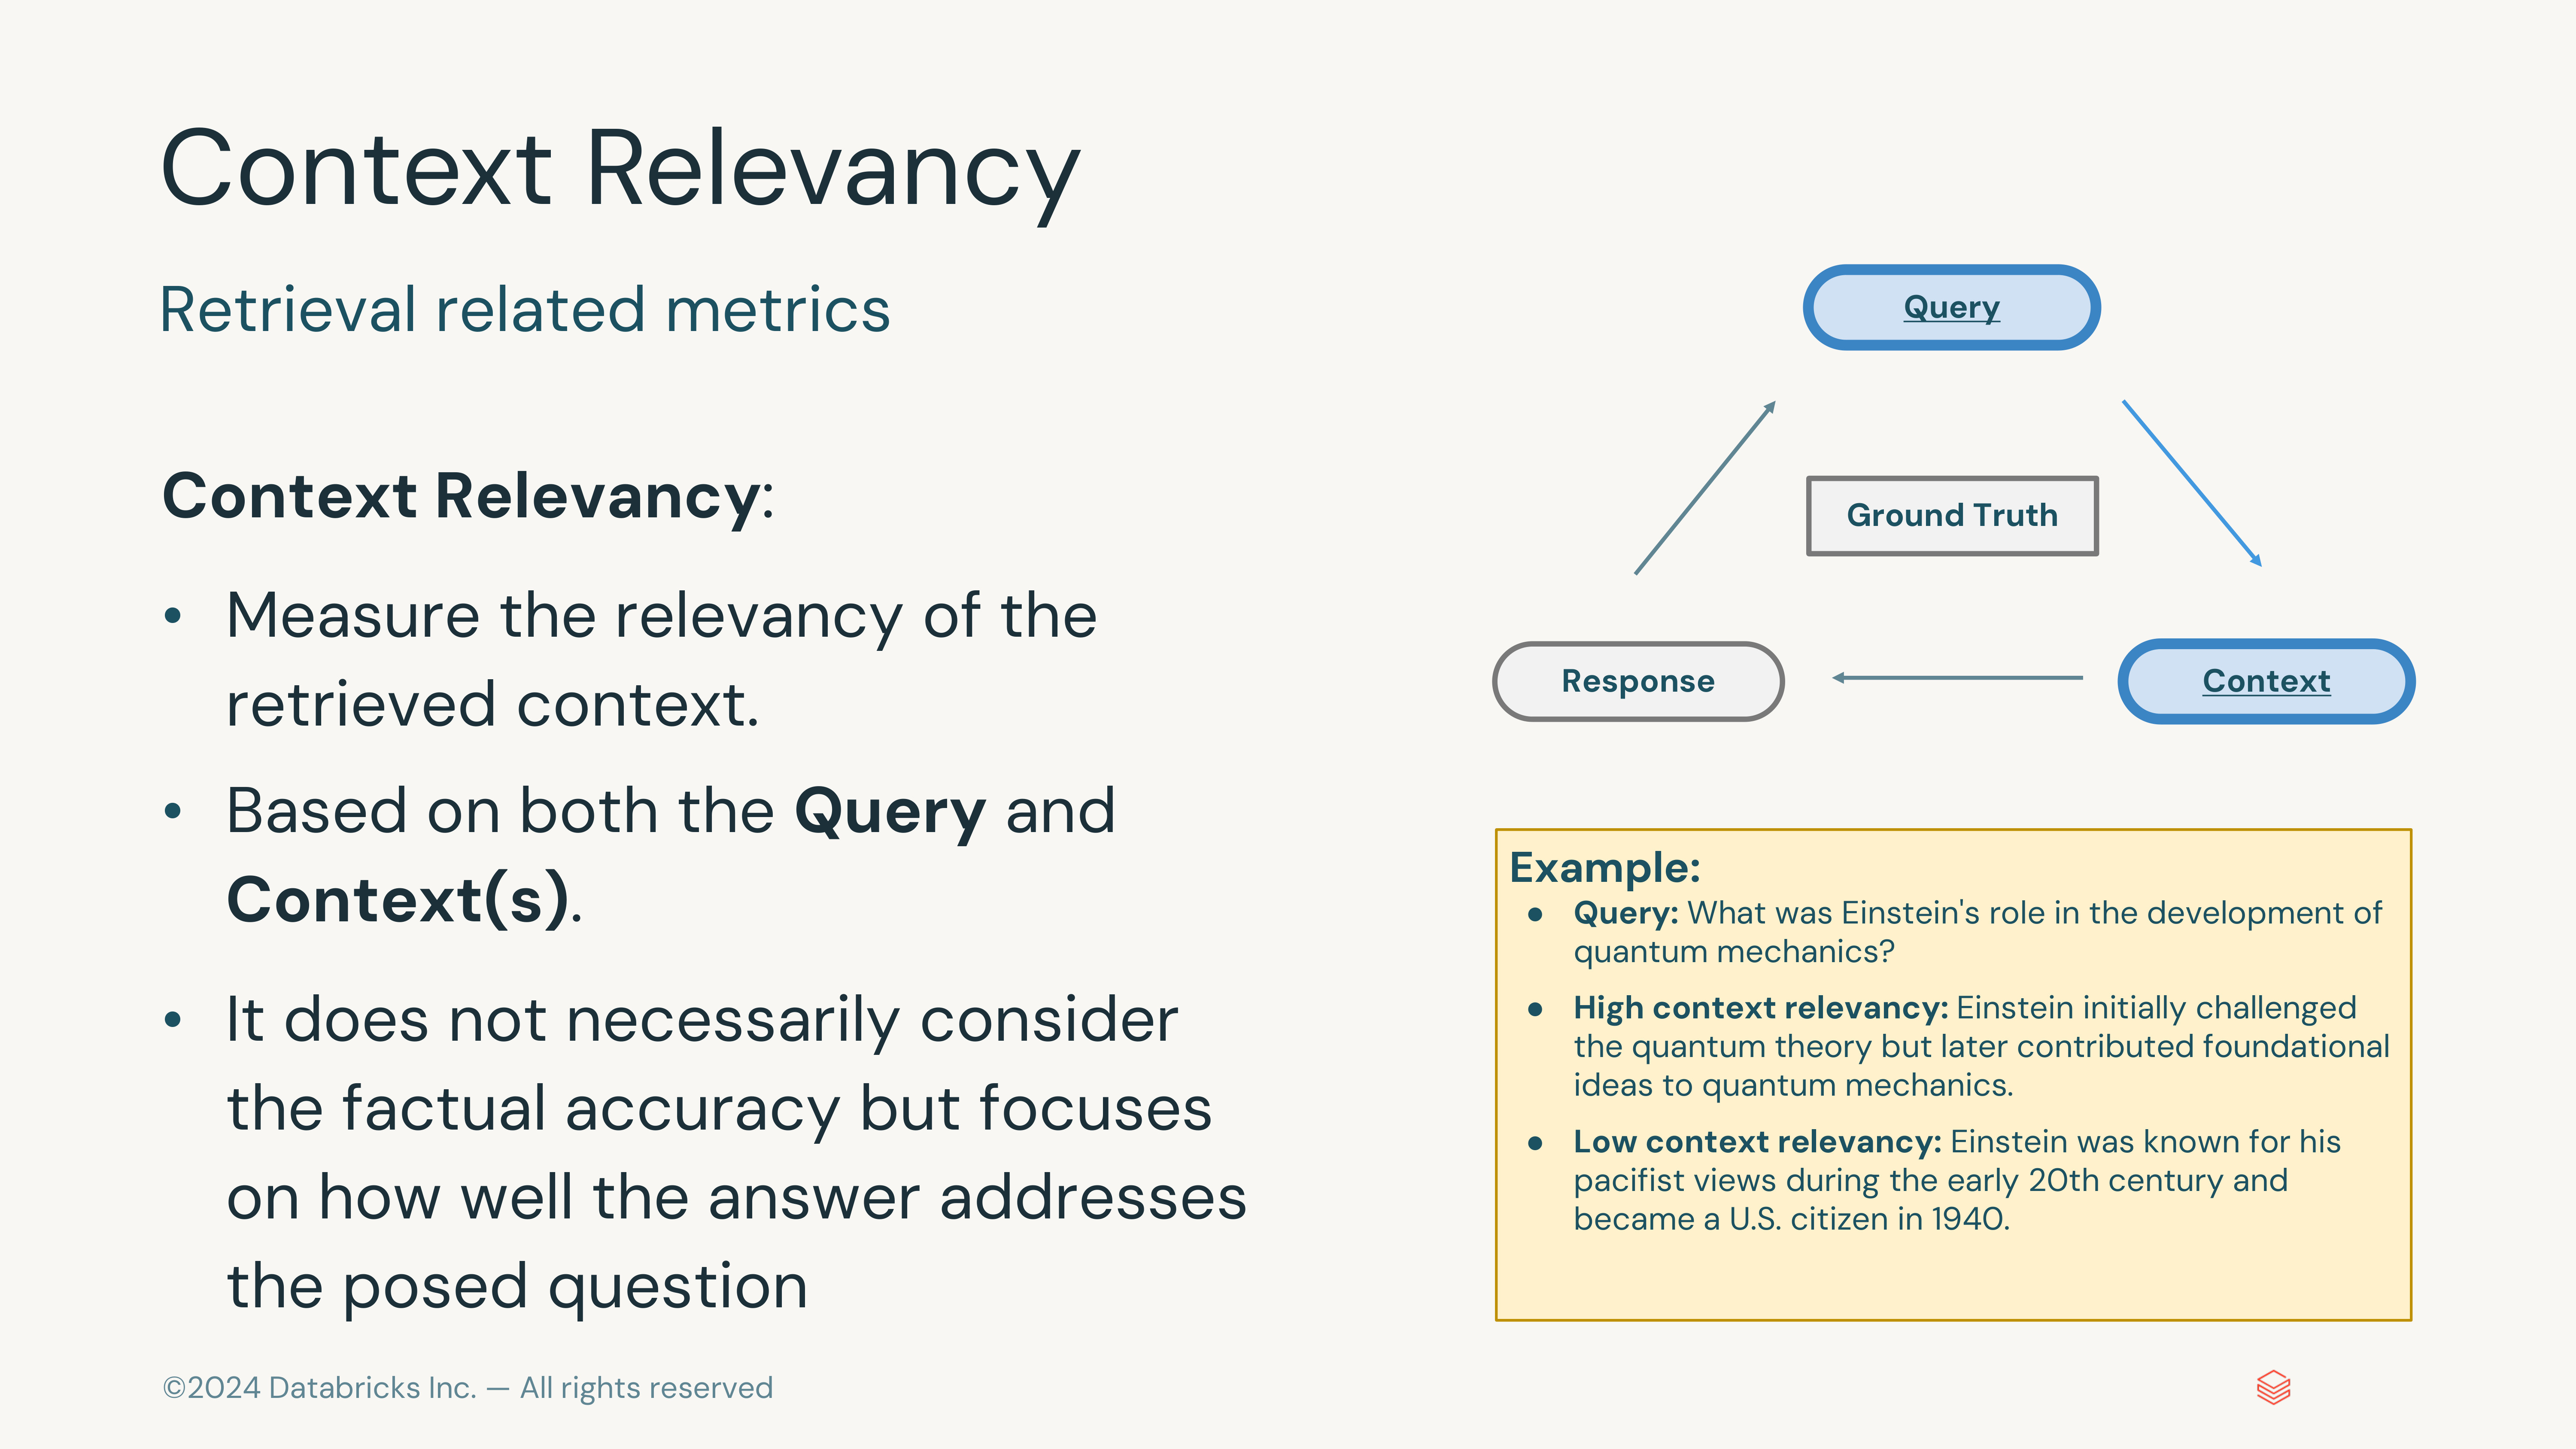 Context Relevancy
Retrieval related metrics
Context Relevancy:
• Measure the relevancy of the
retrieved context.
• Based on both the Query and
Context(s).
• It does not necessarily consider
the factual accuracy but focuses
on how well the answer addresses
the posed question
Query
Ground Truth
Response
Context
Example:
● Query: What was Einstein's role in the development of
quantum mechanics?
● High context relevancy: Einstein initially challenged
the quantum theory but later contributed foundational
ideas to quantum mechanics.
● Low context relevancy: Einstein was known for his
pacifist views during the early 20th century and
became a U.S. citizen in 1940.
©2024 Databricks Inc. — All rights reserved